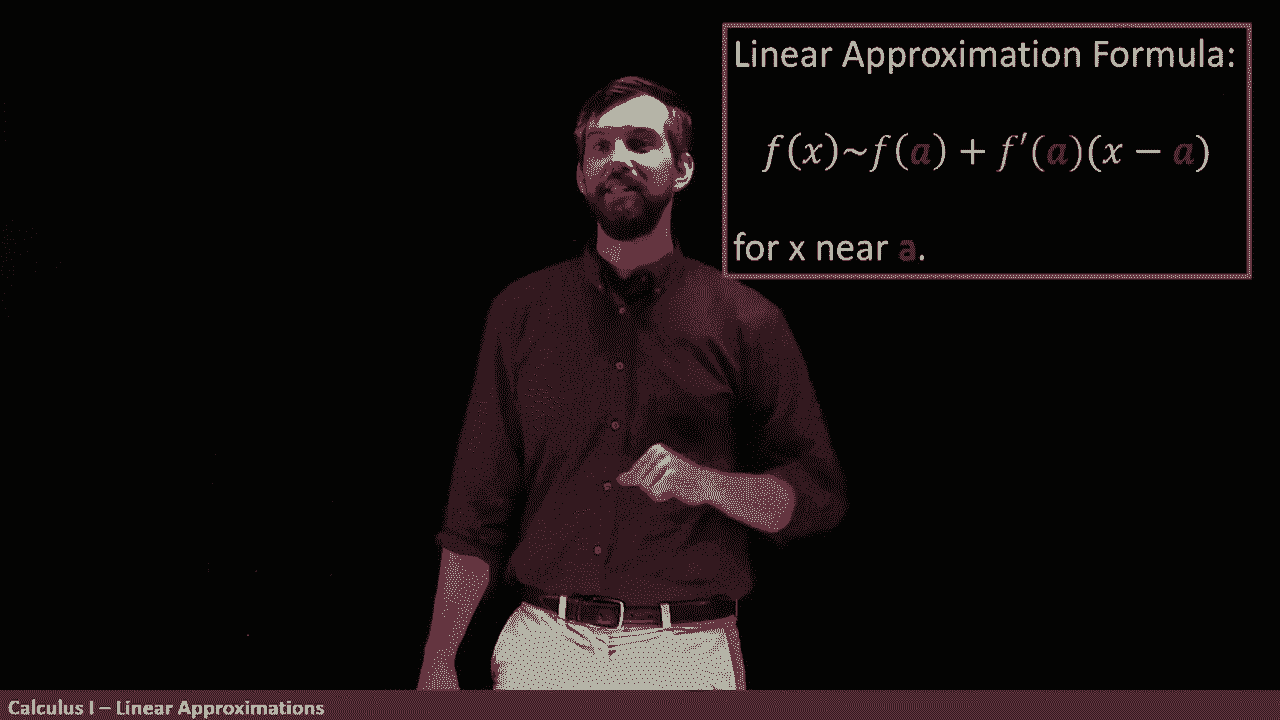 Linear Approximation Formula:
f(x)~f(a) + f′(a)(x − a)
for x near a.
Calculus I – Linear Approximations